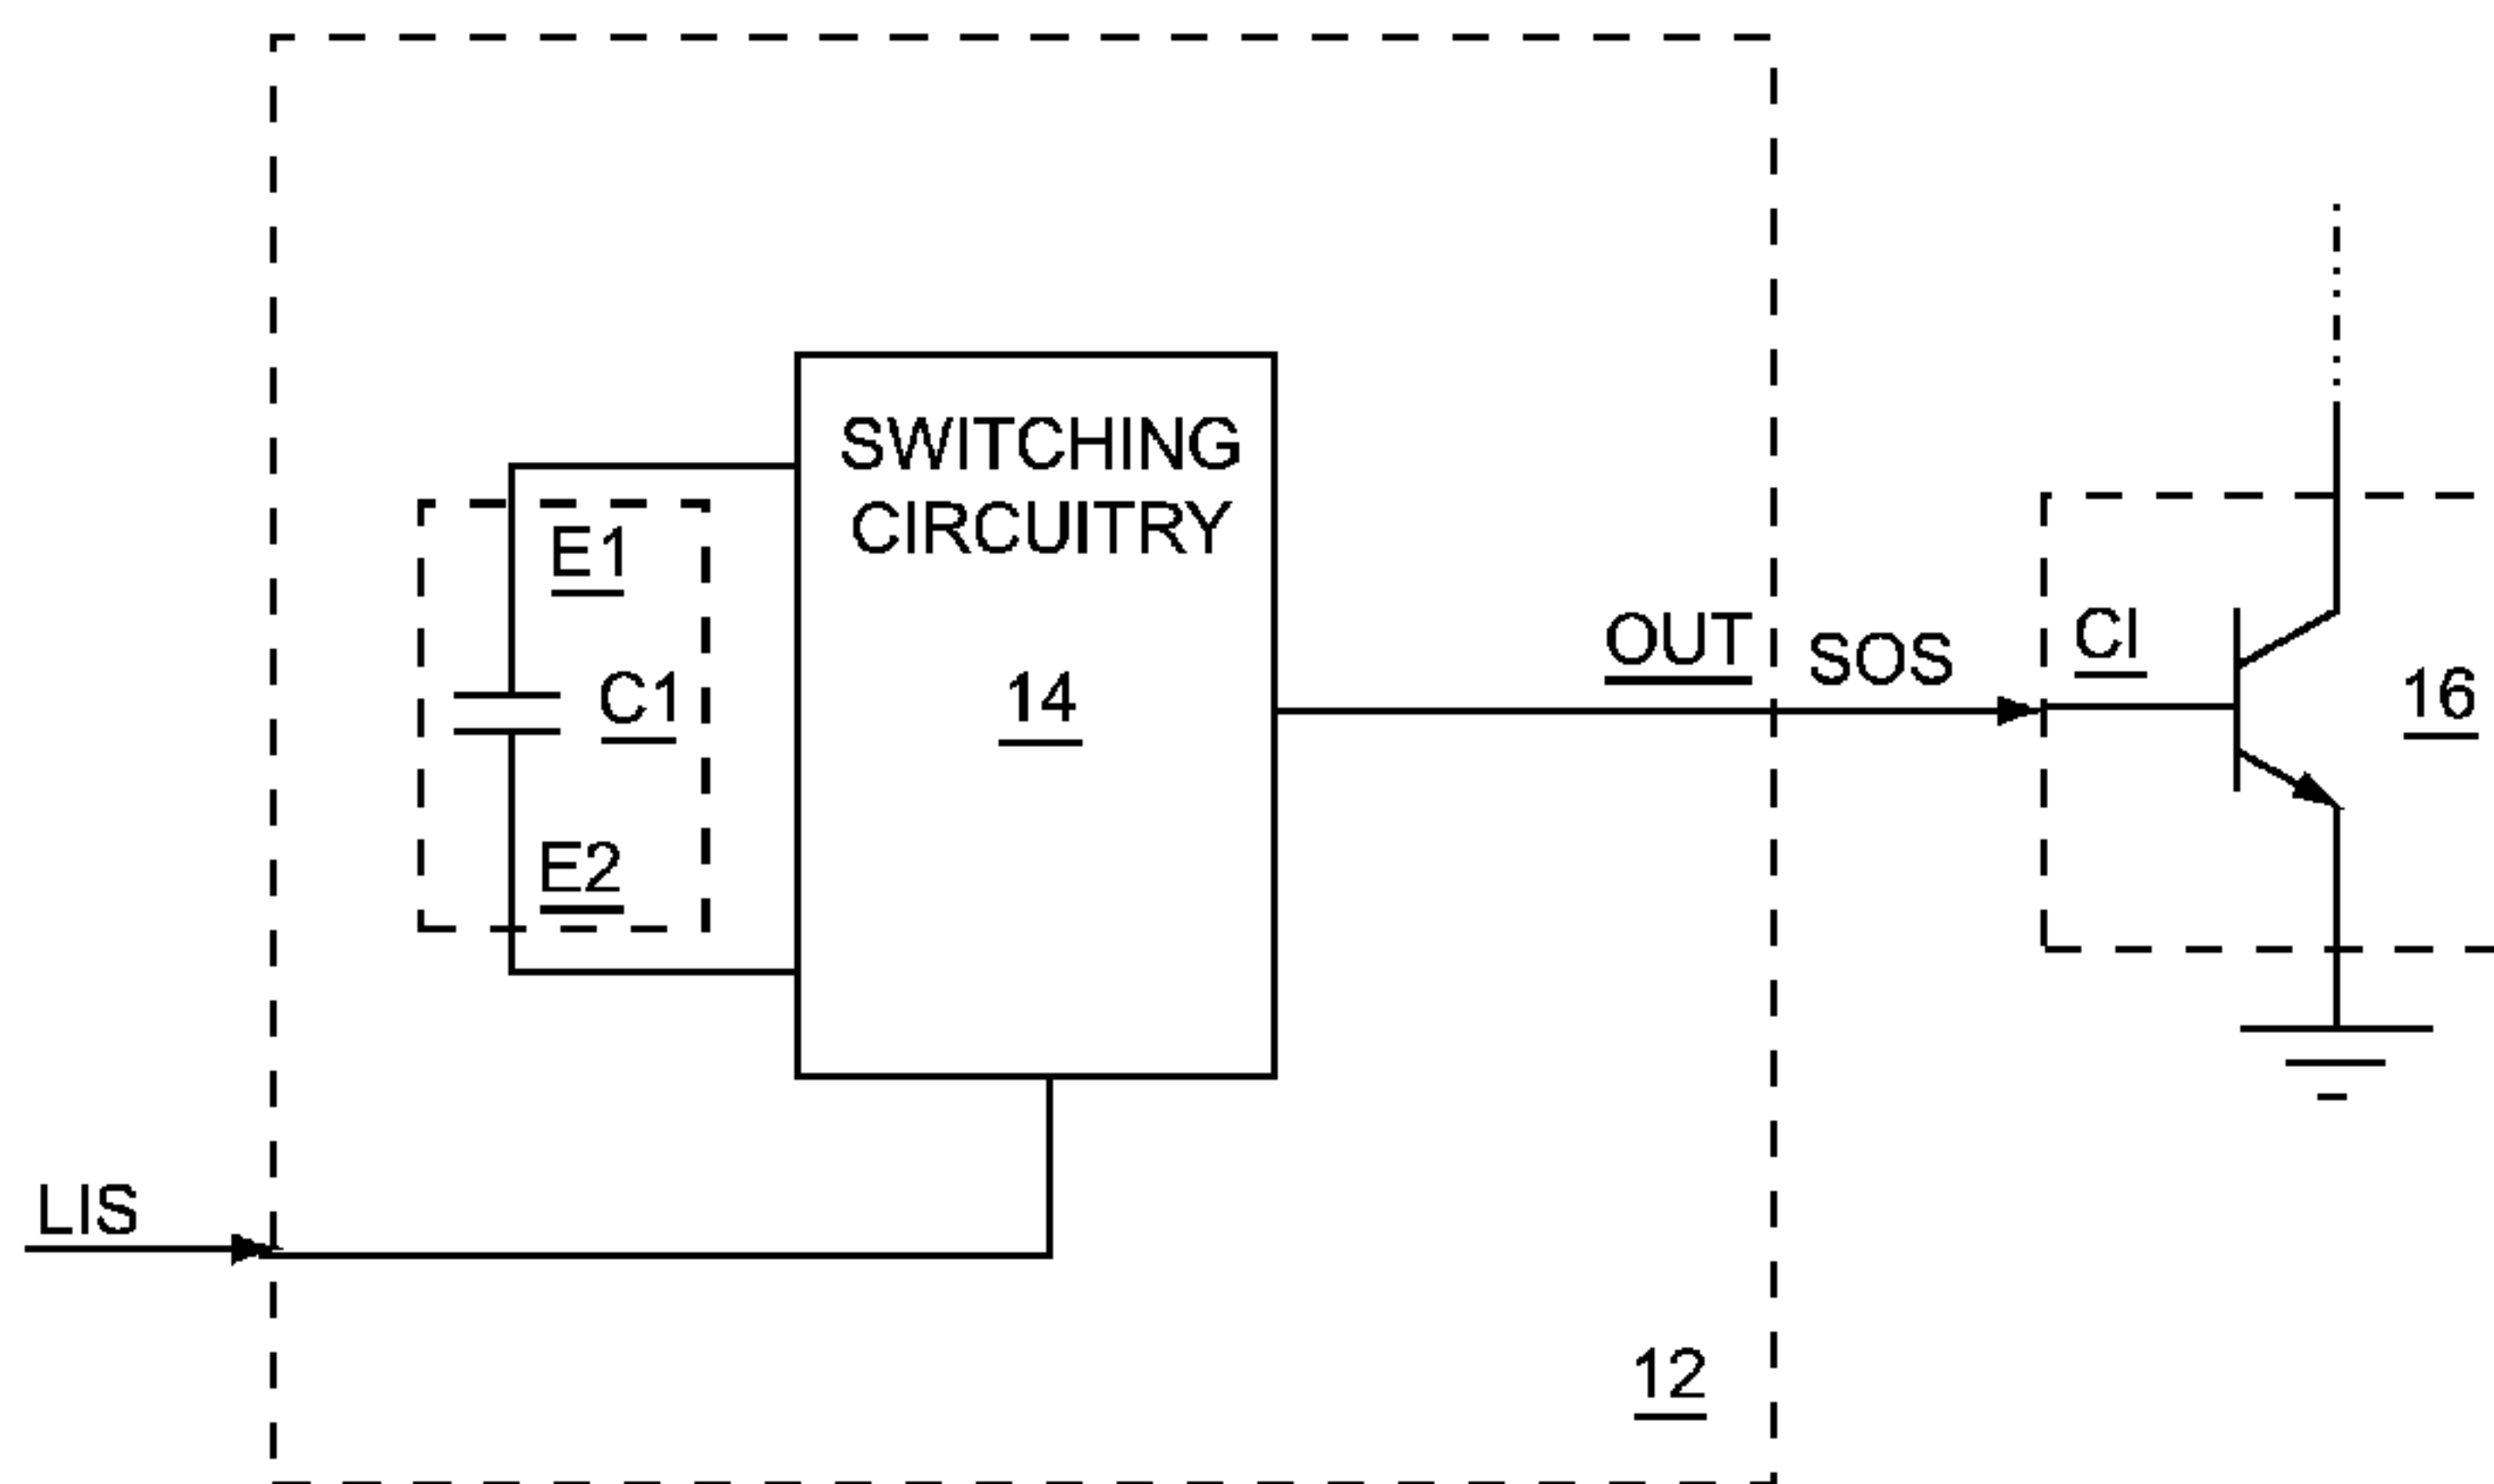 SWITCHING
CIRCUITRY
14
E1
C1
E2
OUT
SOS
CI
16
LIS
12